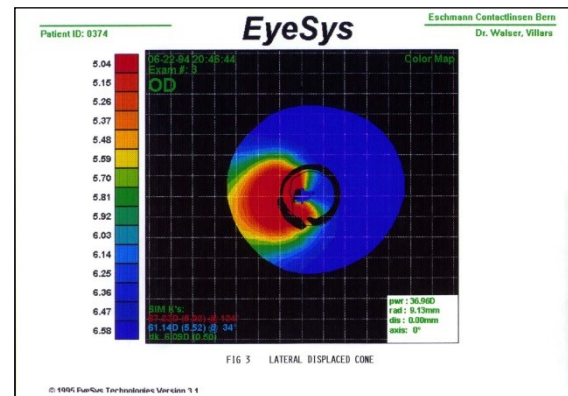 Patient ID: 0374
EyeSys
Eschmann Contactlinsen Bern
Dr. Walser, Villars
5.04
5.15
5.26
5.37
5.48
5.59
5.70
5.81
5.92
6.03
6.14
6.25
6.36
6.47
6.58
06-22-94 20:46:44
Exam #: 3
OD
Color Map
SIM K's:
61.14D (5.52) @ 34°
pwr : 36.96D
rad : 9.13mm
dis : 0.00mm
axis: 0°
FIG 3 LATERAL DISPLACED CONE
© 1995 EyeSys Technologies Version 3.1